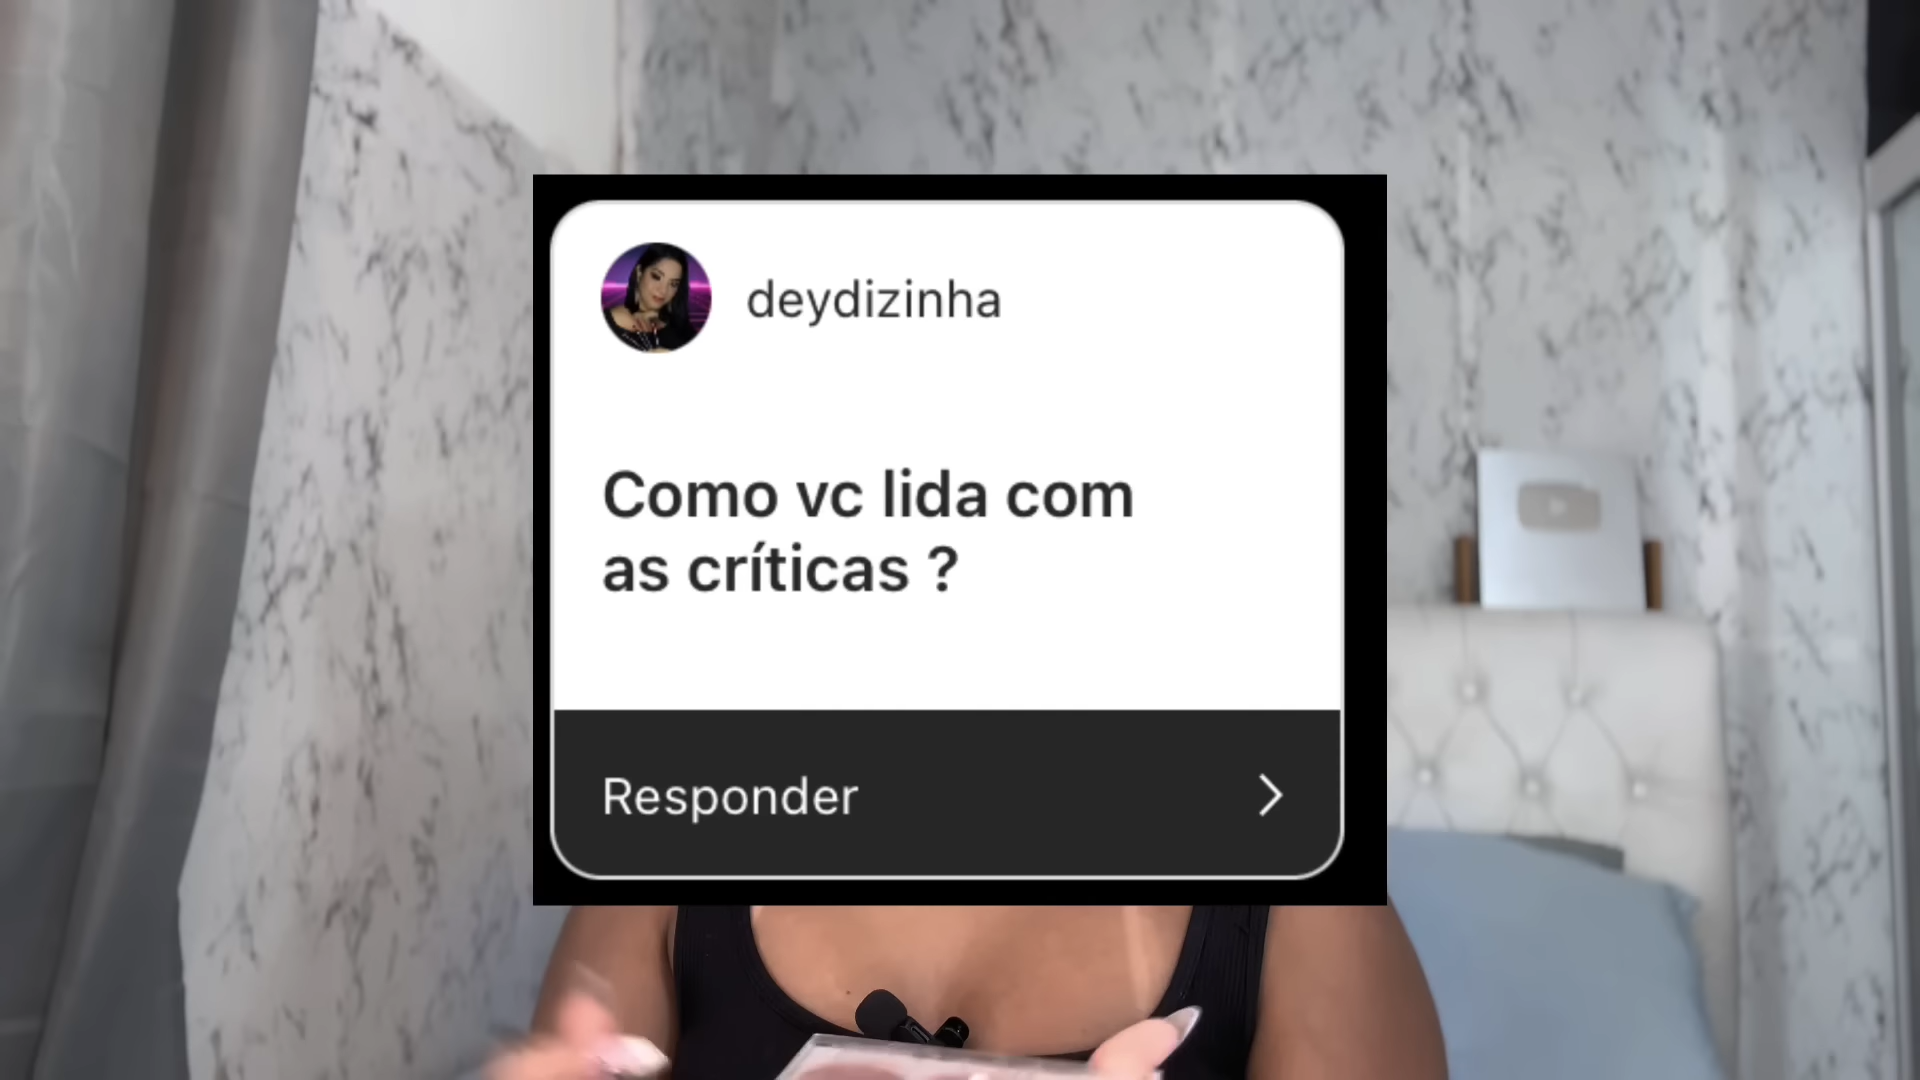 deydizinha
Como vc lida com
as críticas ?
Responder